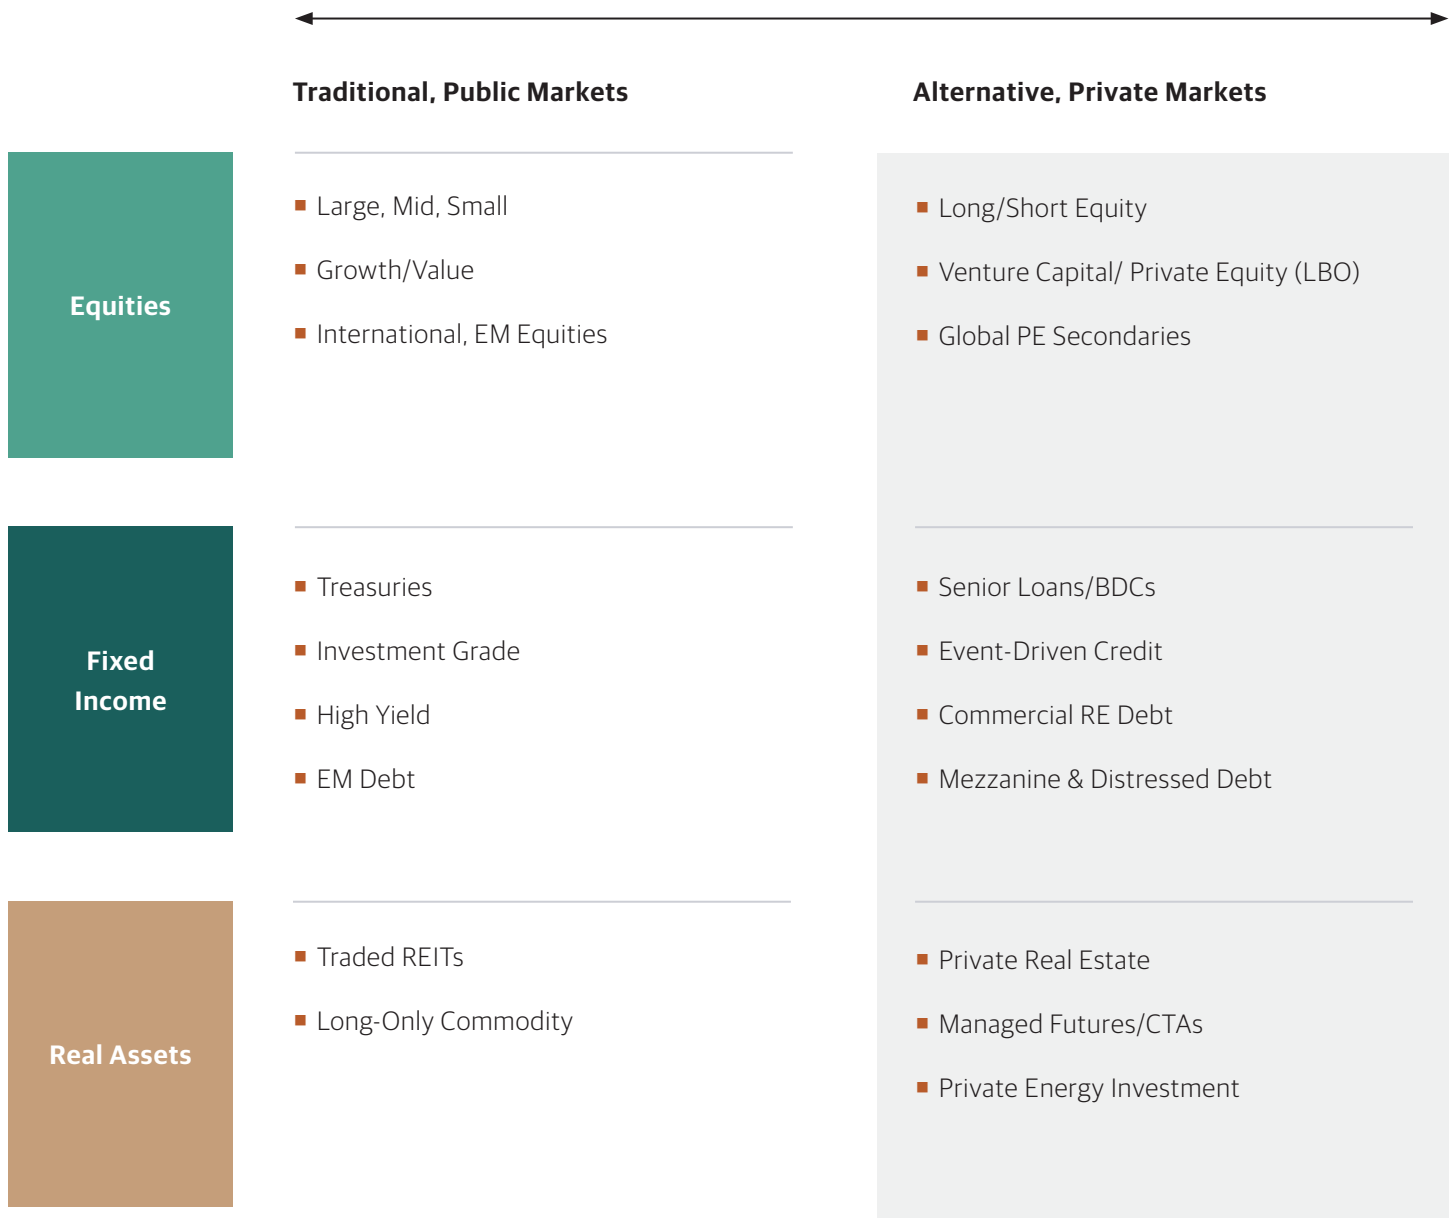 Traditional, Public Markets
Alternative, Private Markets
Equities
Large, Mid, Small
Growth/Value
International, EM Equities
Long/Short Equity
Venture Capital/ Private Equity (LBO)
Global PE Secondaries
Fixed
Income
Treasuries
Investment Grade
High Yield
EM Debt
Senior Loans/BDCs
Event-Driven Credit
Commercial RE Debt
Mezzanine & Distressed Debt
Real Assets
Traded REITs
Long-Only Commodity
Private Real Estate
Managed Futures/CTAs
Private Energy Investment